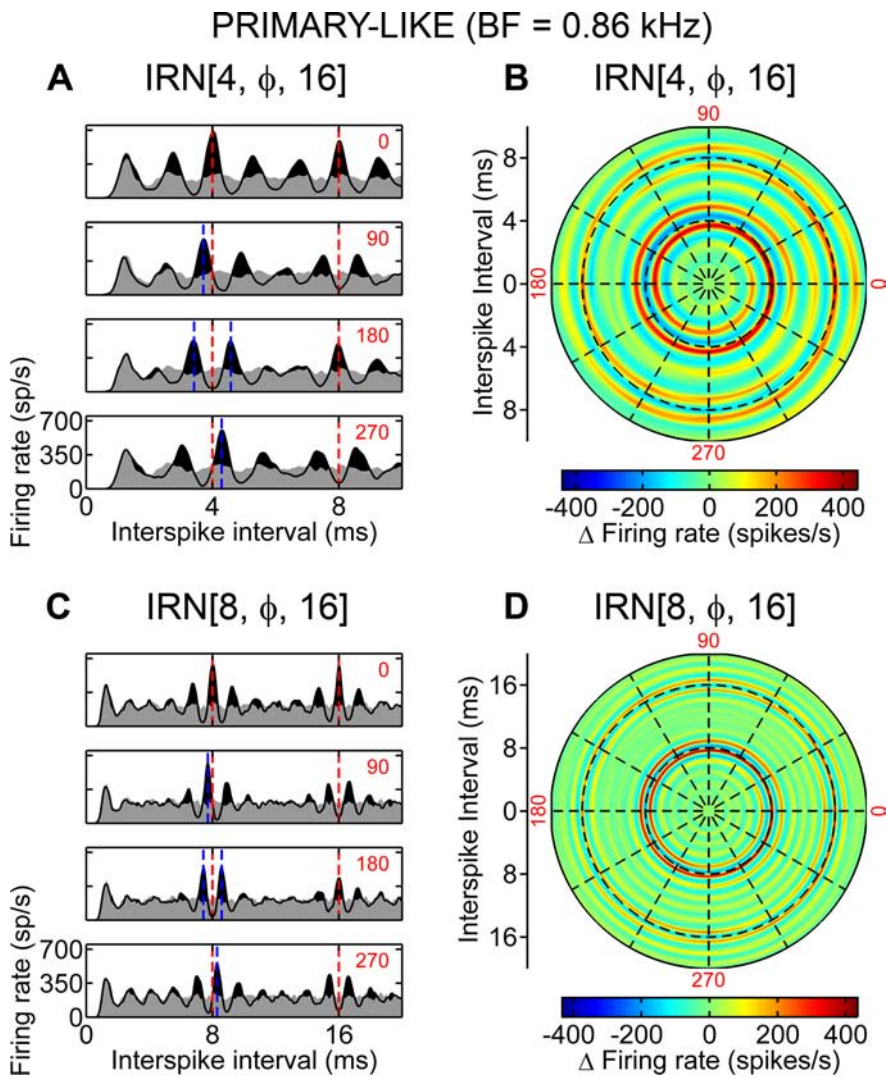 PRIMARY-LIKE (BF = 0.86 kHz)
A IRN[4, ϕ, 16]
0
90
180
270
700
350
0
Firing rate (sp/s)
0 4 8
Interspike interval (ms)
B IRN[4, ϕ, 16]
90
8
4
0
4
8
Interspike Interval (ms)
180
0
270
-400 -200 0 200 400
Δ Firing rate (spikes/s)
C IRN[8, ϕ, 16]
0
90
180
270
700
350
0
Firing rate (sp/s)
0 8 16
Interspike interval (ms)
D IRN[8, ϕ, 16]
90
16
8
0
8
16
Interspike Interval (ms)
180
0
270
-400 -200 0 200 400
Δ Firing rate (spikes/s)